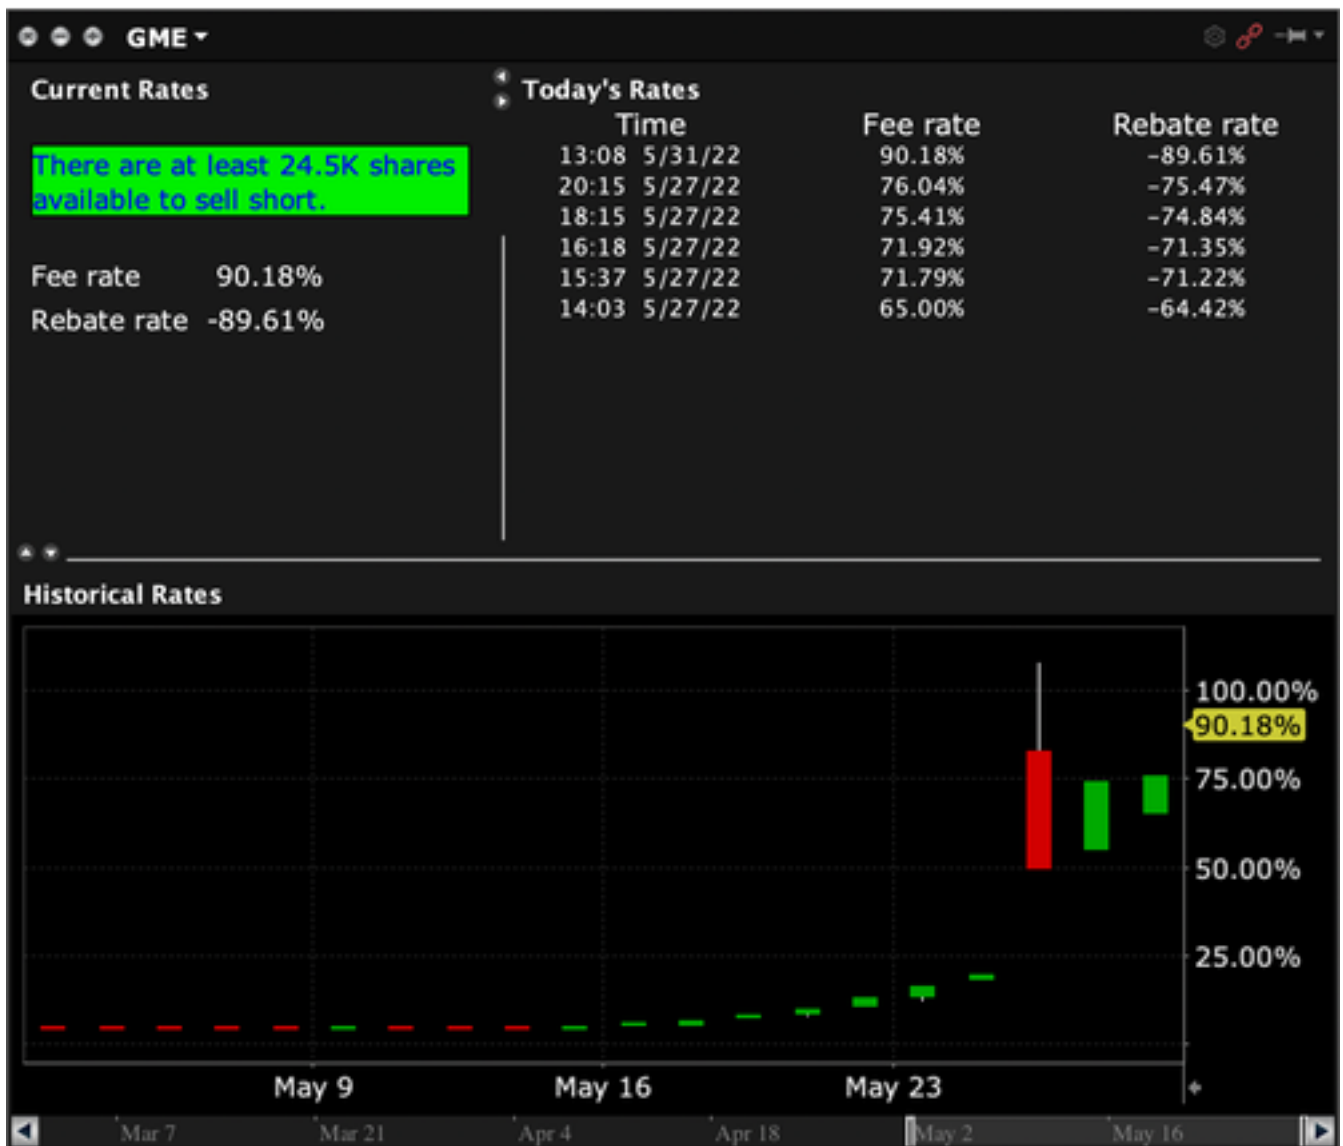 GME
Current Rates
There are at least 24.5K shares
available to sell short.
Fee rate 90.18%
Rebate rate -89.61%
Today's Rates
Time Fee rate Rebate rate
13:08 5/31/22 90.18% -89.61%
20:15 5/27/22 76.04% -75.47%
18:15 5/27/22 75.41% -74.84%
16:18 5/27/22 71.92% -71.35%
15:37 5/27/22 71.79% -71.22%
14:03 5/27/22 65.00% -64.42%
Historical Rates
100.00%
90.18%
75.00%
50.00%
25.00%
May 9 May 16 May 23
Mar 7 Mar 21 Apr 4 Apr 18 May 2 May 16